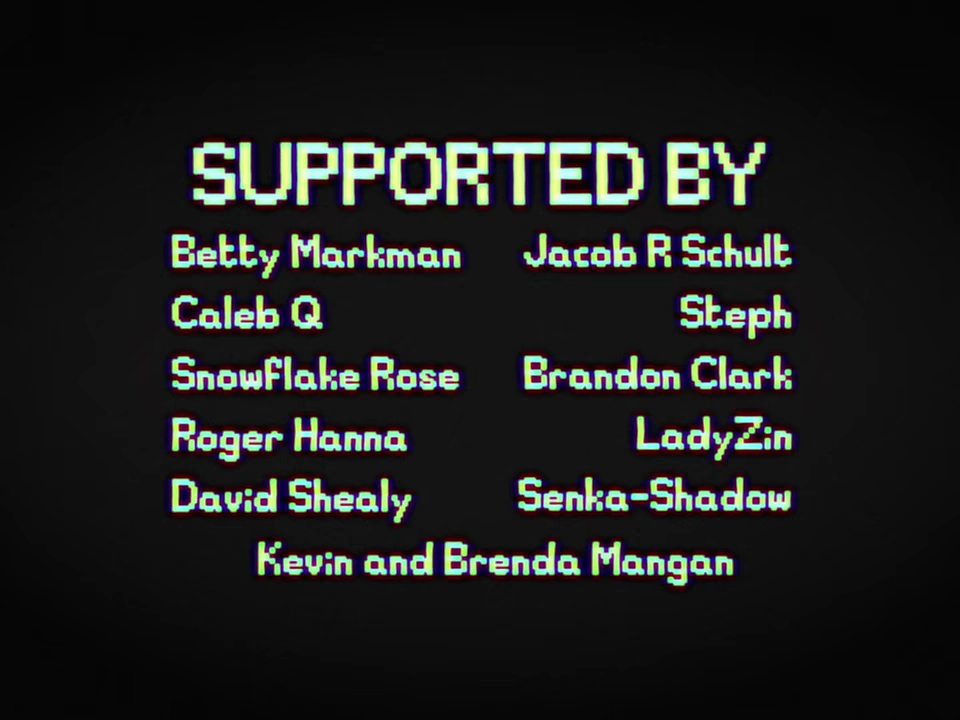 SUPPORTED BY
Betty Markman Jacob R Schult
Caleb Q Steph
Snowflake Rose Brandon Clark
Roger Hanna LadyZin
David Shealy Senka-Shadow
Kevin and Brenda Mangan